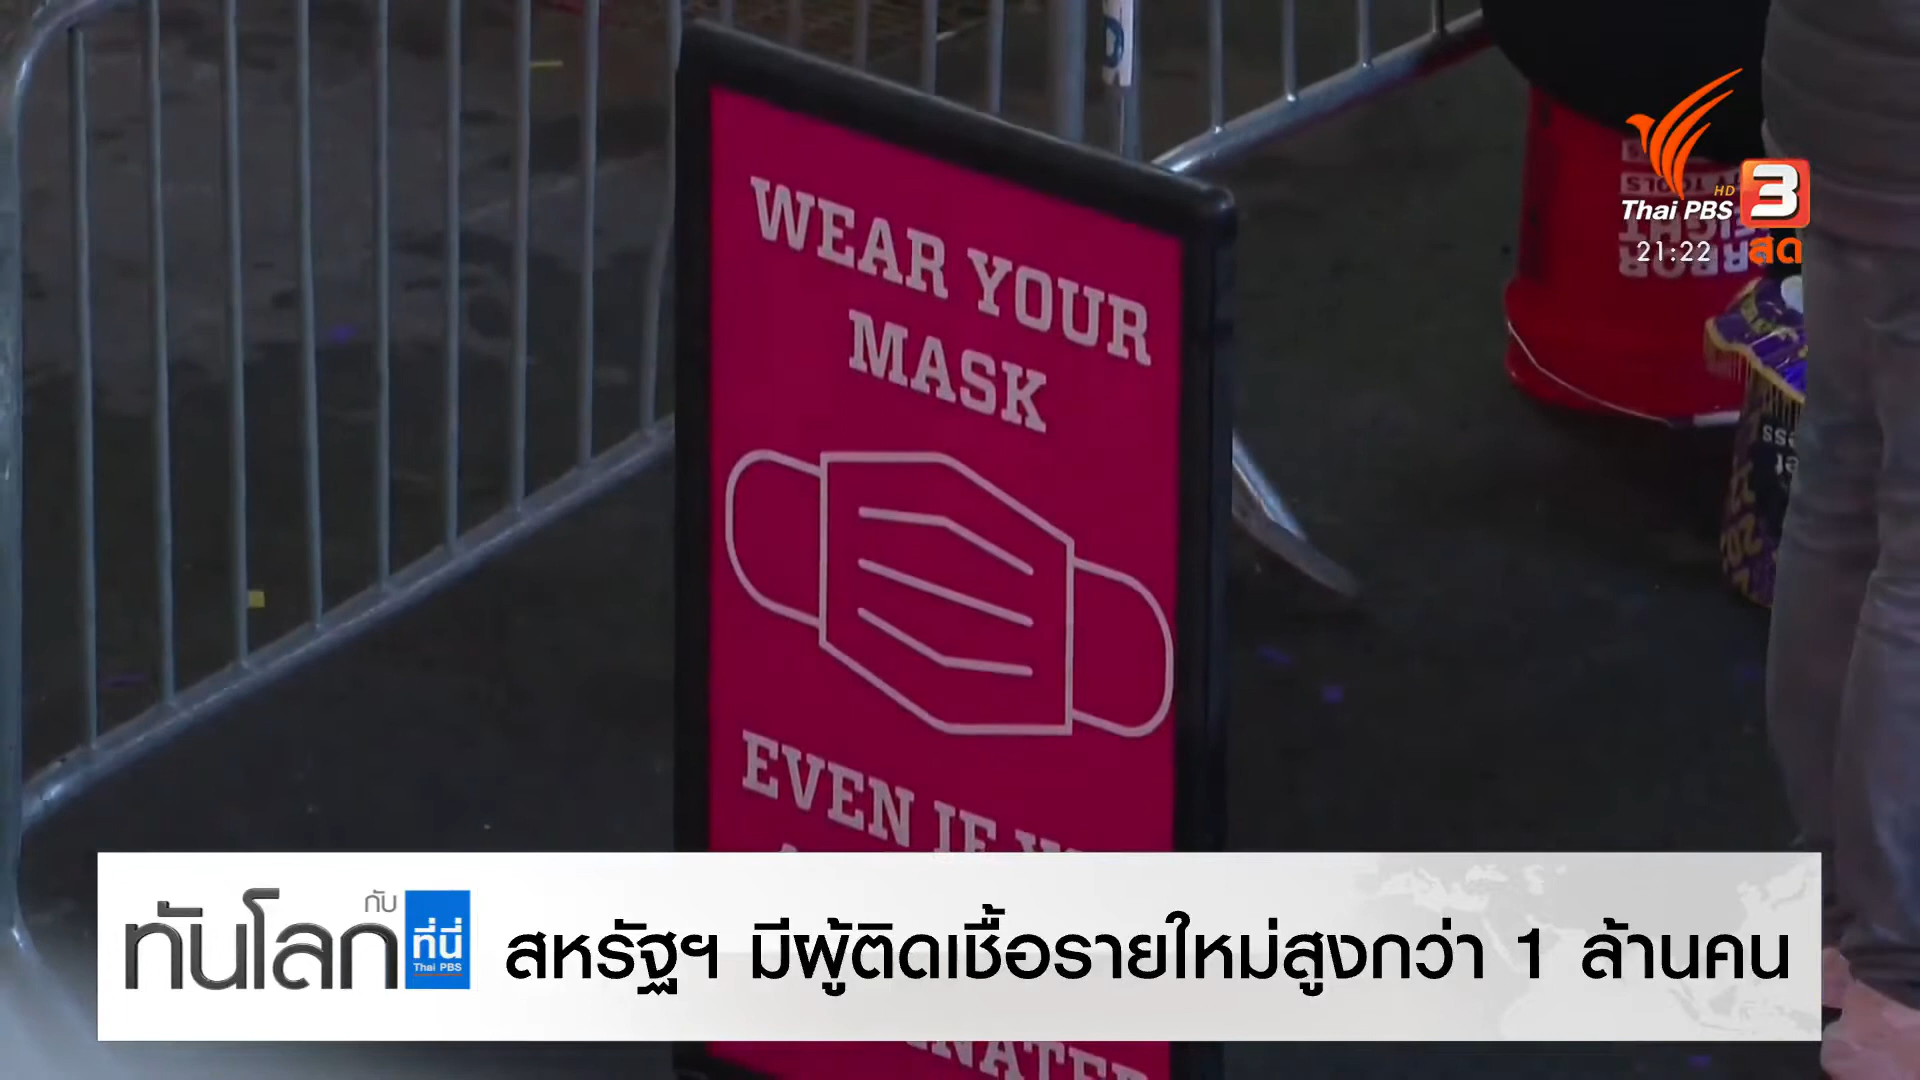 WEAR YOUR
MASK
EVEN IF
HD
Thai PBS 3
21:22 สด
ทันโลก กับ ที่นี่ Thai PBS
สหรัฐฯ มีผู้ติดเชื้อรายใหม่สูงกว่า 1 ล้านคน